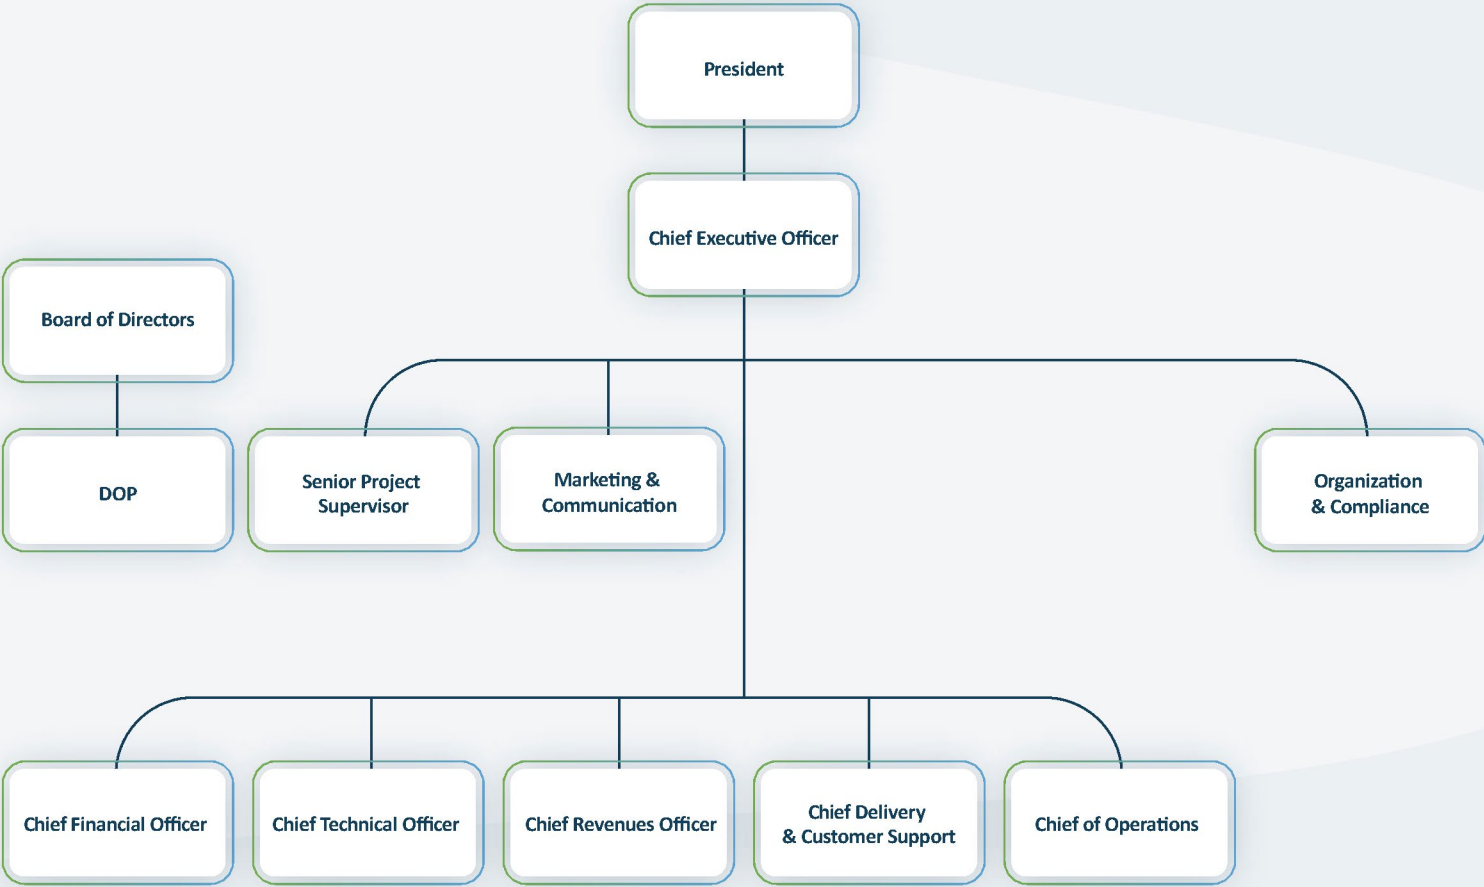 President
Chief Executive Officer
Board of Directors
DOP
Senior Project
Supervisor
Marketing &
Communication
Organization
& Compliance
Chief Financial Officer
Chief Technical Officer
Chief Revenues Officer
Chief Delivery
& Customer Support
Chief of Operations